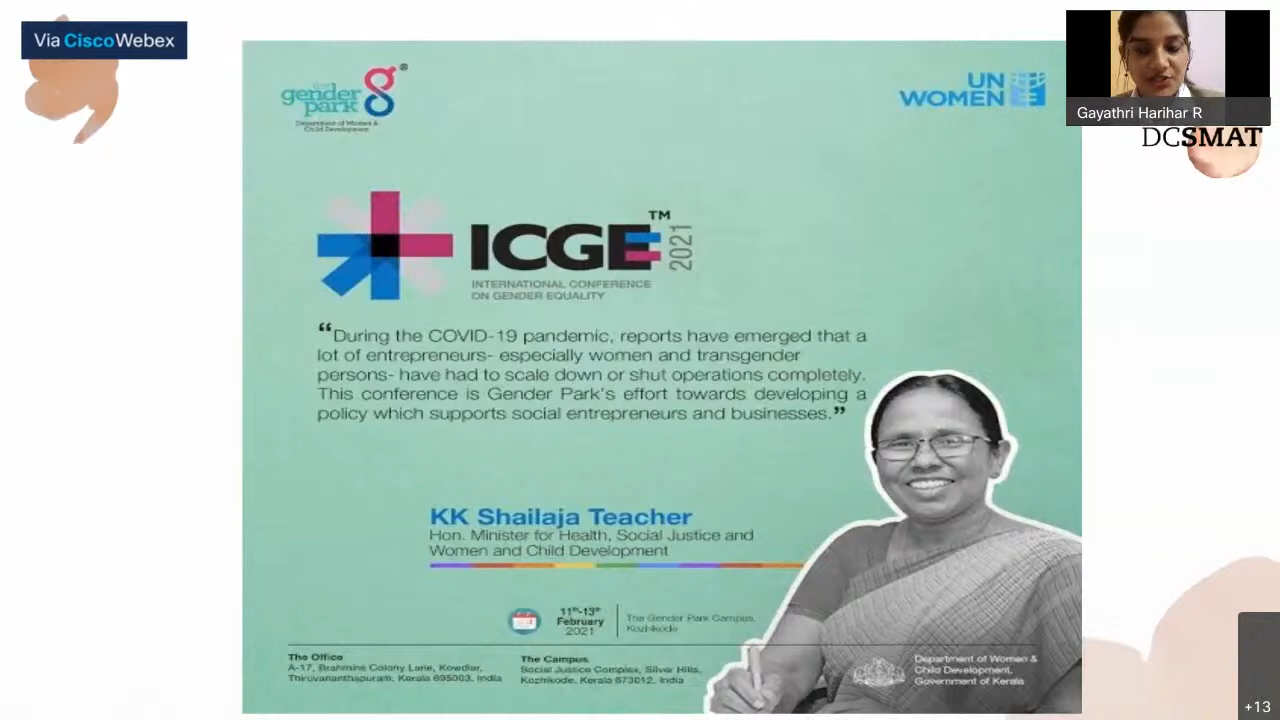 Via CiscoWebex
Gayathri Harihar R
DCSMAT
the
gender
park
Department of Women &
Child Development
UN
WOMEN
ICGE™
2021
INTERNATIONAL CONFERENCE
ON GENDER EQUALITY
“During the COVID-19 pandemic, reports have emerged that a
lot of entrepreneurs- especially women and transgender
persons- have had to scale down or shut operations completely.
This conference is Gender Park's effort towards developing a
policy which supports social entrepreneurs and businesses.”
KK Shailaja Teacher
Hon. Minister for Health, Social Justice and
Women and Child Development
11th-13th
February
2021
The Gender Park Campus,
Kozhikode
The Office
A-17, Brahmins Colony Lane, Kowdiar,
Thiruvananthapuram, Kerala 695003, India
The Campus
Social Justice Complex, Silver Hills,
Kozhikode, Kerala 673012, India
Department of Women &
Child Development,
Government of Kerala
+13